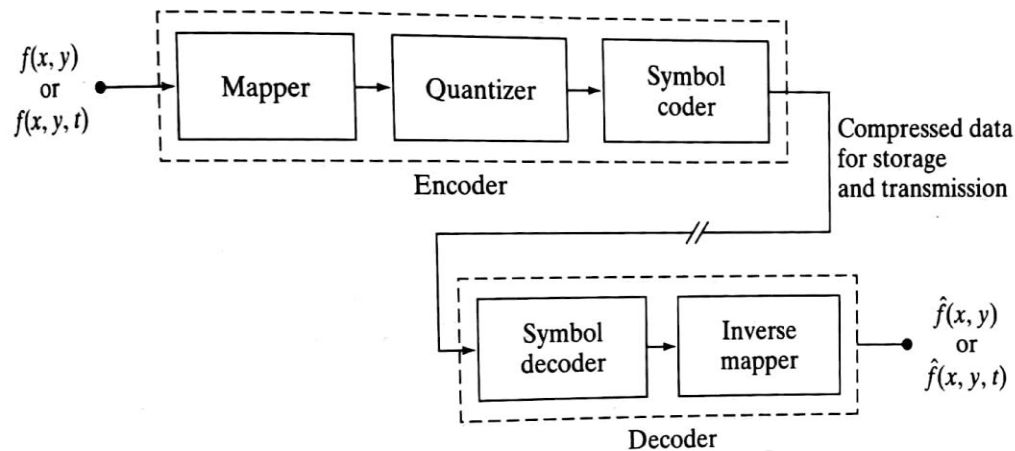 f(x, y)
or
f(x, y, t)
Mapper
Quantizer
Symbol
coder
Encoder
Compressed data
for storage
and transmission
Symbol
decoder
Inverse
mapper
Decoder
f̂(x, y)
or
f̂(x, y, t)